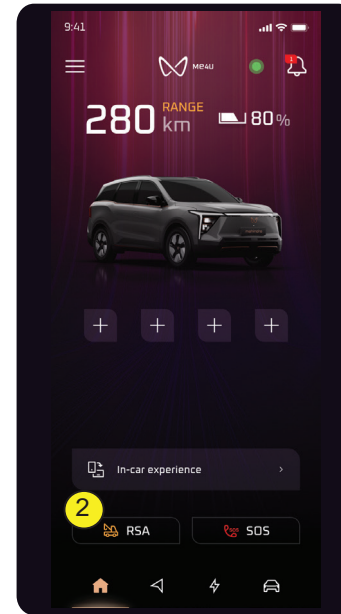 9:41
ME4U
1
280 RANGE km 80%
+ + + +
In-car experience >
2
RSA SOS